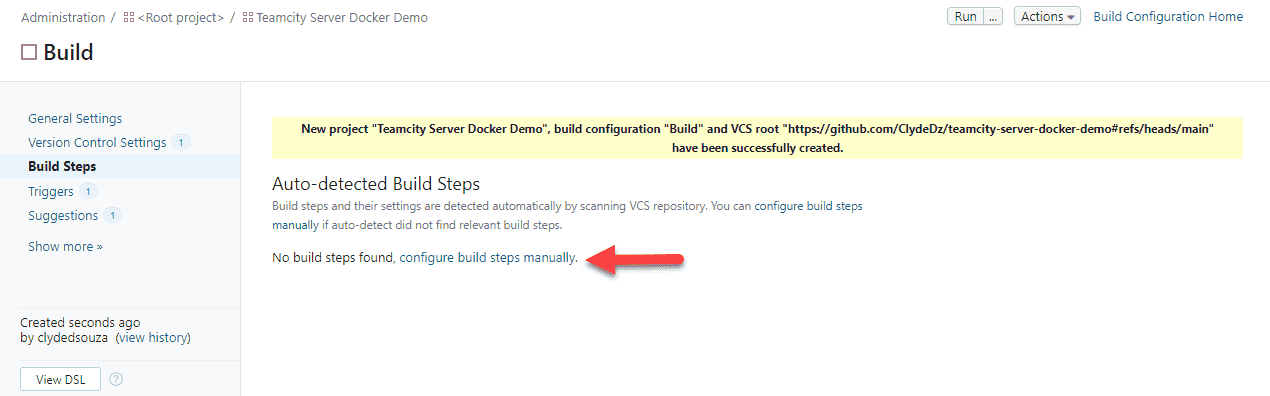 Administration / <Root project> / Teamcity Server Docker Demo
Run ... Actions Build Configuration Home
Build
General Settings
Version Control Settings 1
Build Steps
Triggers 1
Suggestions 1
Show more »
Created seconds ago
by clydedsouza (view history)
View DSL ?
New project "Teamcity Server Docker Demo", build configuration "Build" and VCS root "https://github.com/ClydeDz/teamcity-server-docker-demo#refs/heads/main"
have been successfully created.
Auto-detected Build Steps
Build steps and their settings are detected automatically by scanning VCS repository. You can configure build steps
manually if auto-detect did not find relevant build steps.
No build steps found, configure build steps manually.